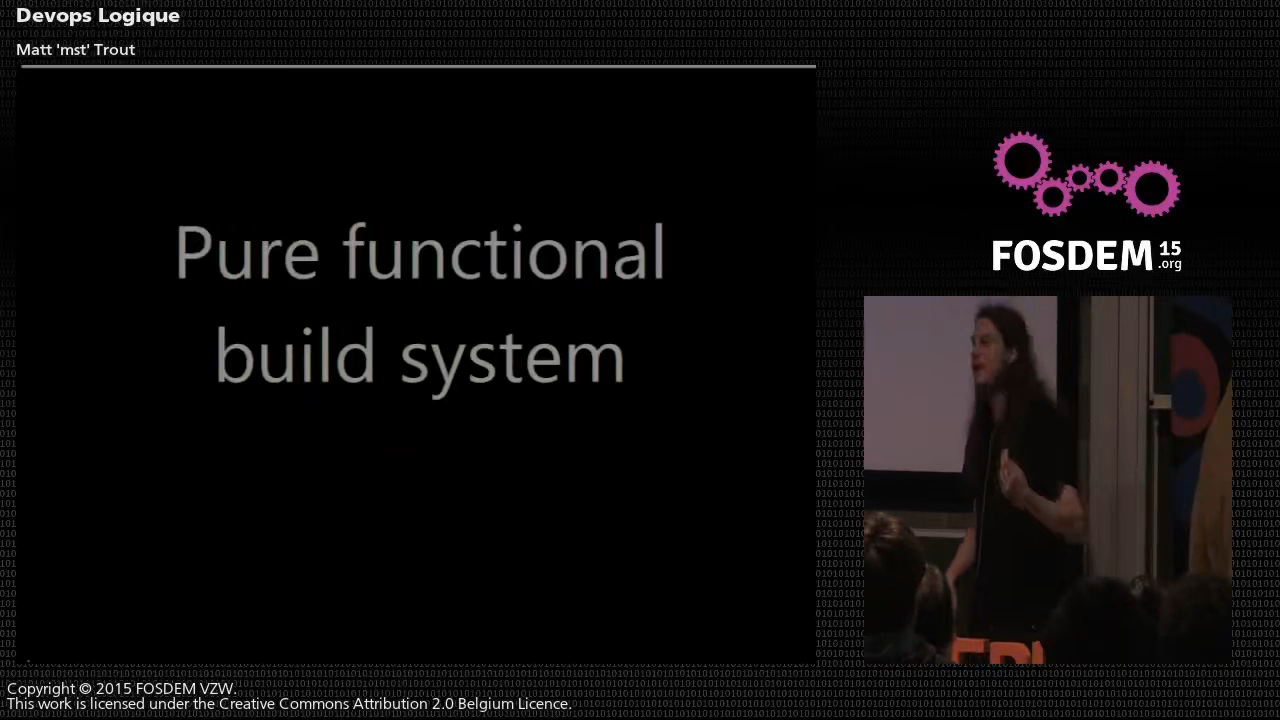 Devops Logique
Matt 'mst' Trout
Pure functional
build system
FOSDEM 15
.org
Copyright © 2015 FOSDEM VZW.
This work is licensed under the Creative Commons Attribution 2.0 Belgium Licence.